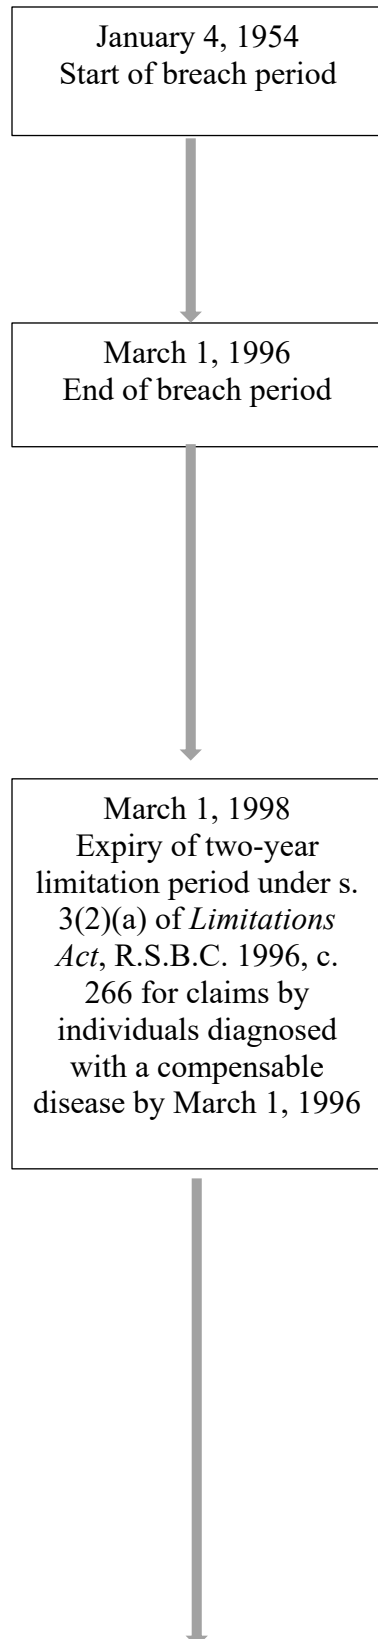 January 4, 1954
Start of breach period
March 1, 1996
End of breach period
March 1, 1998
Expiry of two-year
limitation period under s.
3(2)(a) of Limitations
Act, R.S.B.C. 1996, c.
266 for claims by
individuals diagnosed
with a compensable
disease by March 1, 1996